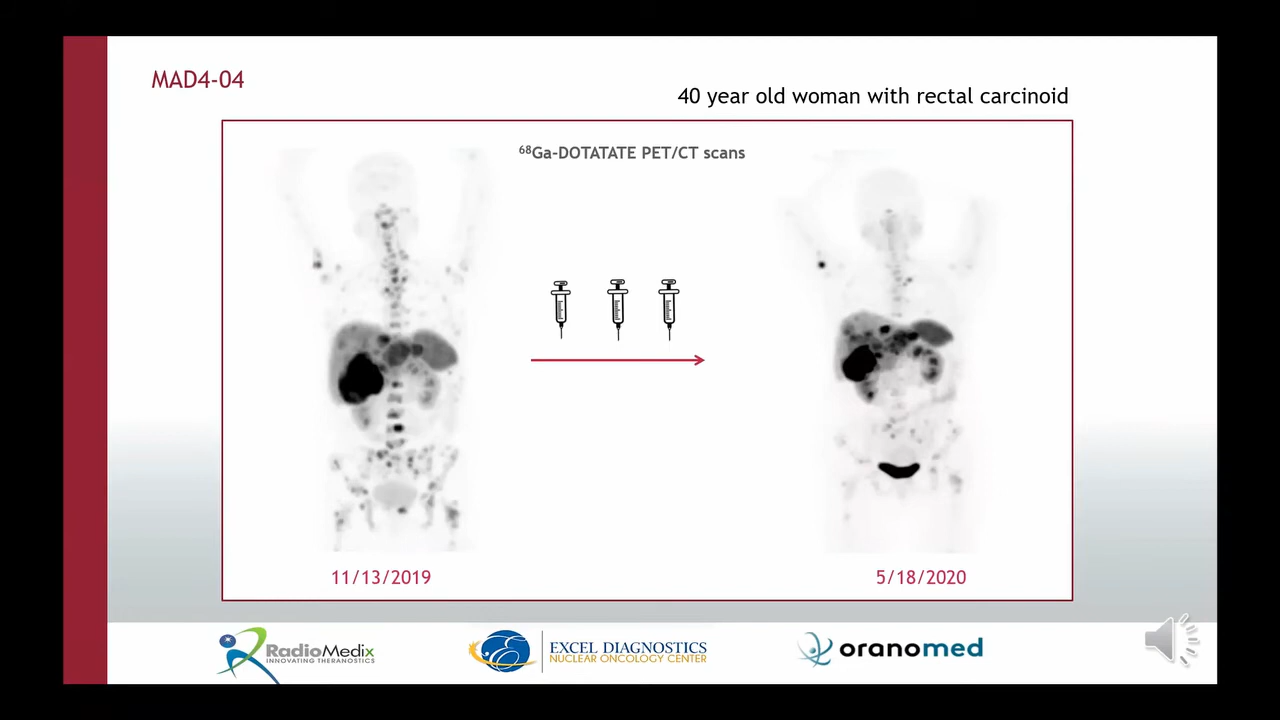 MAD4-04
40 year old woman with rectal carcinoid
⁶⁸Ga-DOTATATE PET/CT scans
11/13/2019
5/18/2020
RadioMedix
INNOVATING THERANOSTICS
EXCEL DIAGNOSTICS
NUCLEAR ONCOLOGY CENTER
oranomed